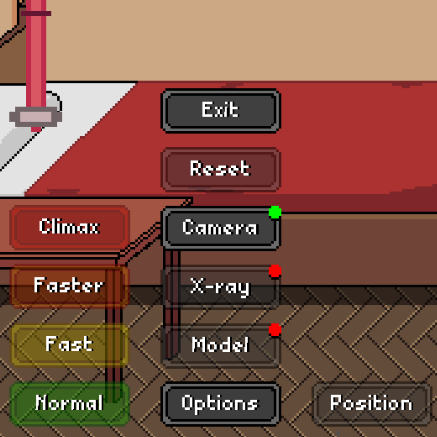 Exit
Reset
Climax
Camera
Faster
X-ray
Fast
Model
Normal
Options
Position